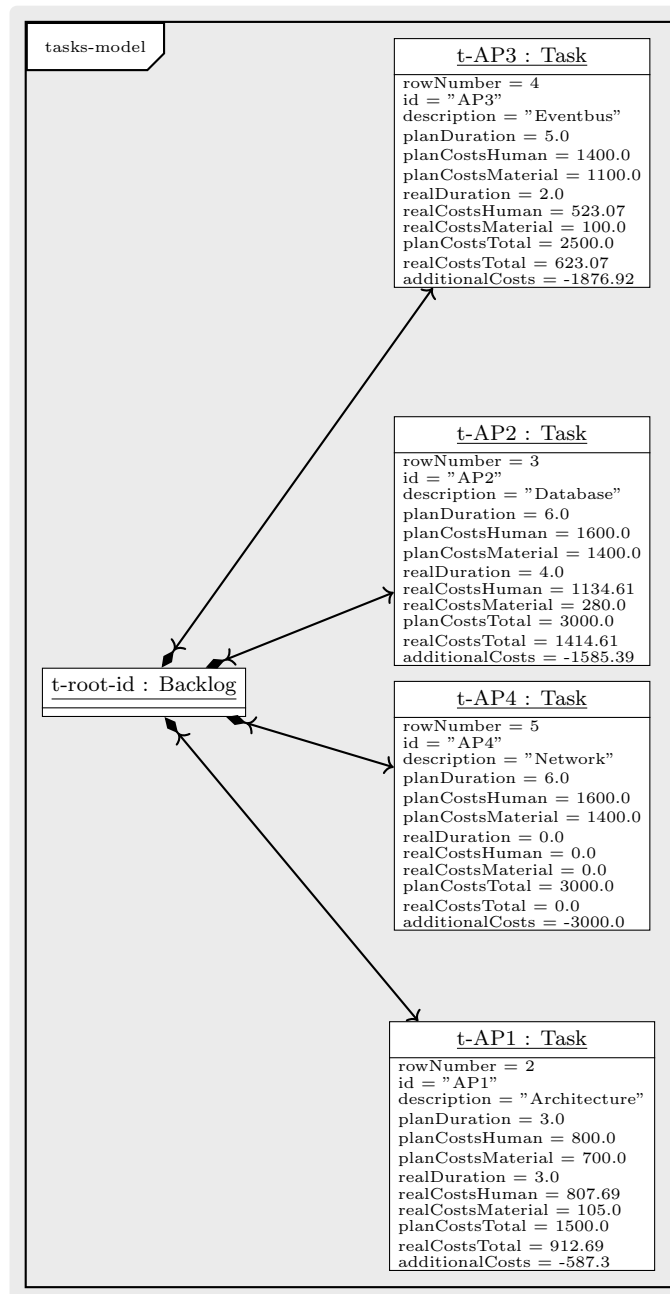 tasks-model
t-AP3 : Task
rowNumber = 4
id = ”AP3”
description = ”Eventbus”
planDuration = 5.0
planCostsHuman = 1400.0
planCostsMaterial = 1100.0
realDuration = 2.0
realCostsHuman = 523.07
realCostsMaterial = 100.0
planCostsTotal = 2500.0
realCostsTotal = 623.07
additionalCosts = -1876.92
t-AP2 : Task
rowNumber = 3
id = ”AP2”
description = ”Database”
planDuration = 6.0
planCostsHuman = 1600.0
planCostsMaterial = 1400.0
realDuration = 4.0
realCostsHuman = 1134.61
realCostsMaterial = 280.0
planCostsTotal = 3000.0
realCostsTotal = 1414.61
additionalCosts = -1585.39
t-root-id : Backlog
t-AP4 : Task
rowNumber = 5
id = ”AP4”
description = ”Network”
planDuration = 6.0
planCostsHuman = 1600.0
planCostsMaterial = 1400.0
realDuration = 0.0
realCostsHuman = 0.0
realCostsMaterial = 0.0
planCostsTotal = 3000.0
realCostsTotal = 0.0
additionalCosts = -3000.0
t-AP1 : Task
rowNumber = 2
id = ”AP1”
description = ”Architecture”
planDuration = 3.0
planCostsHuman = 800.0
planCostsMaterial = 700.0
realDuration = 3.0
realCostsHuman = 807.69
realCostsMaterial = 105.0
planCostsTotal = 1500.0
realCostsTotal = 912.69
additionalCosts = -587.3